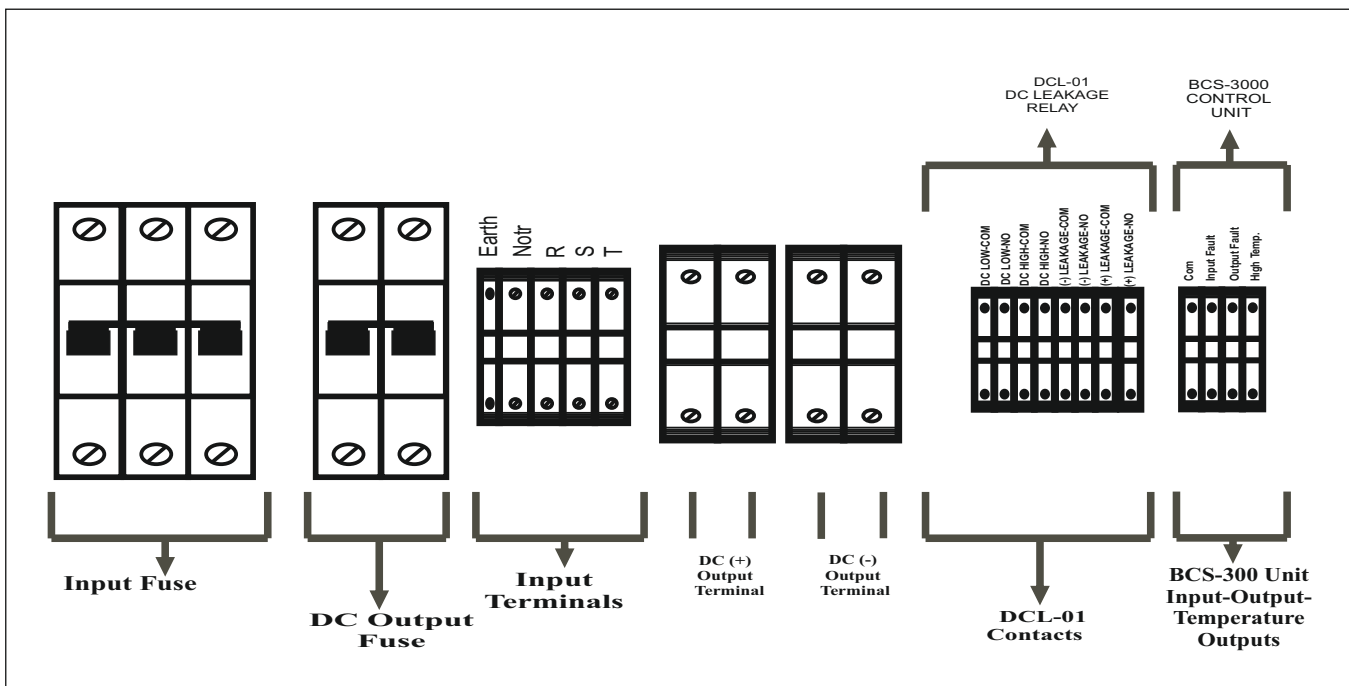 DCL-01
DC LEAKAGE
RELAY
BCS-3000
CONTROL
UNIT
Earth
Notr
R
S
T
DC LOW-COM
DC LOW-NO
DC HIGH-COM
DC HIGH-NO
(-) LEAKAGE-COM
(-) LEAKAGE-NO
(+) LEAKAGE-COM
(+) LEAKAGE-NO
Com
Input Fault
Output Fault
High Temp.
Input Fuse
DC Output
Fuse
Input
Terminals
DC (+)
Output
Terminal
DC (-)
Output
Terminal
DCL-01
Contacts
BCS-300 Unit
Input-Output-
Temperature
Outputs